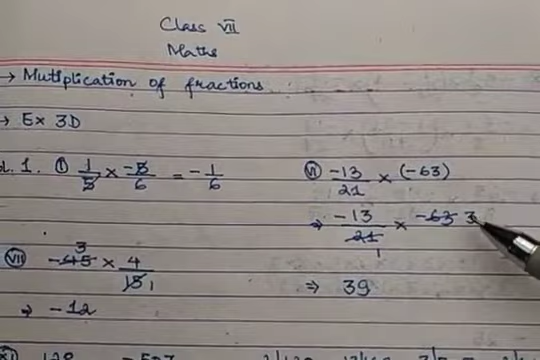 Class VII
Maths
→ Mutiplication of fractions
→ Ex 3D
1. (i) 1/5 × -5/6 = -1/6
(vi) -13/21 × (-63)
⇒ -13/21 1 × -63 3
(vii) -45 3 × 4/15 1
⇒ 39
⇒ -12